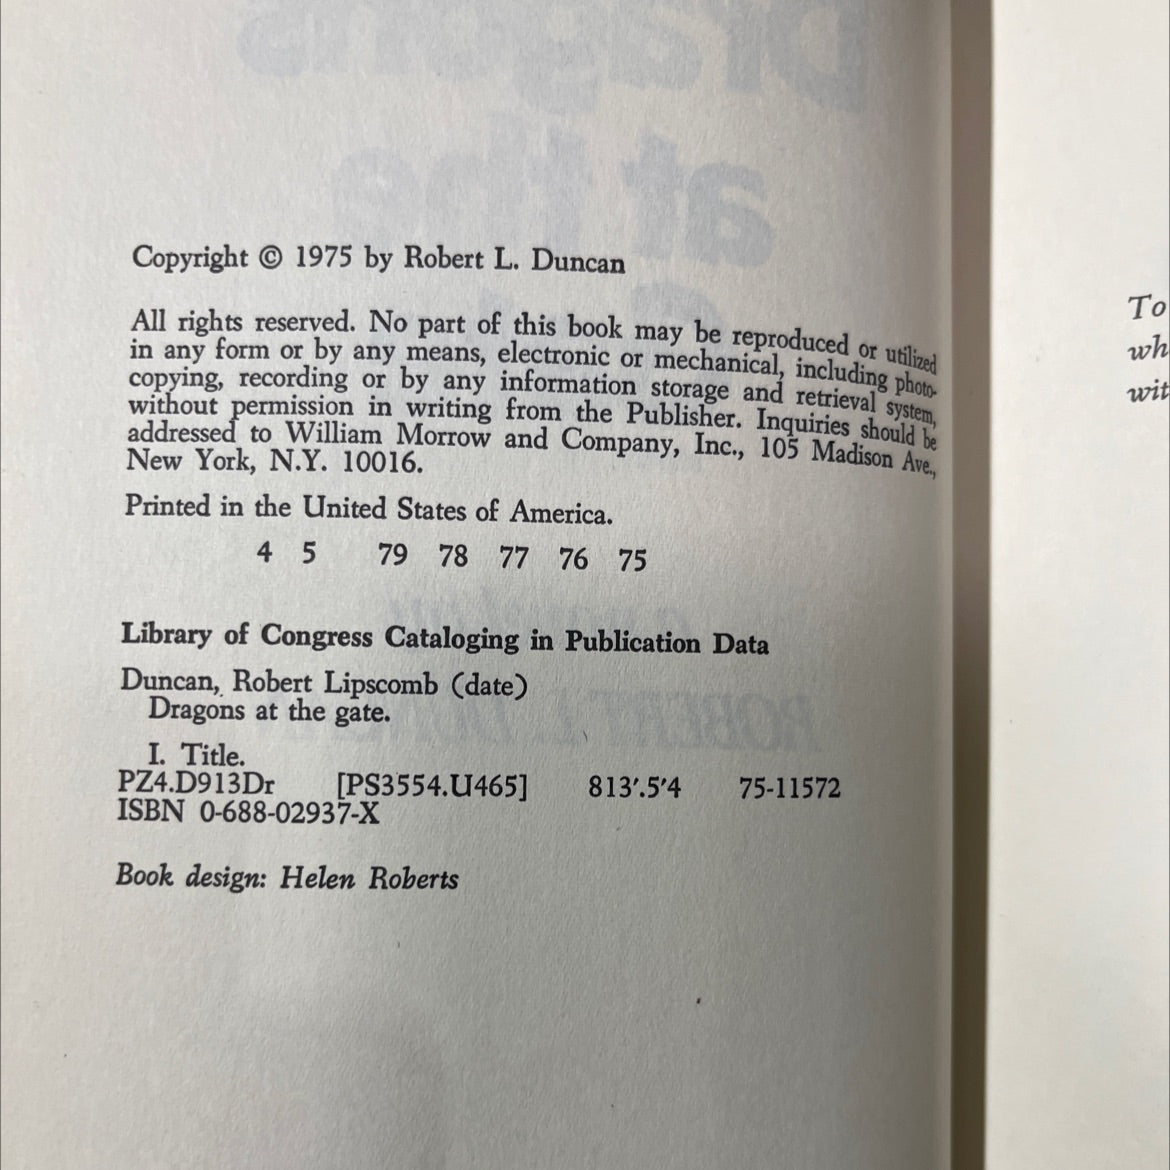 Copyright © 1975 by Robert L. Duncan
All rights reserved. No part of this book may be reproduced or utilized
in any form or by any means, electronic or mechanical, including photo-
copying, recording or by any information storage and retrieval system,
without permission in writing from the Publisher. Inquiries should be
addressed to William Morrow and Company, Inc., 105 Madison Ave.,
New York, N.Y. 10016.
Printed in the United States of America.
4 5 79 78 77 76 75
Library of Congress Cataloging in Publication Data
Duncan, Robert Lipscomb (date)
Dragons at the gate.
I. Title.
PZ4.D913Dr [PS3554.U465] 813'.5'4 75-11572
ISBN 0-688-02937-X
Book design: Helen Roberts
To
wh
wit